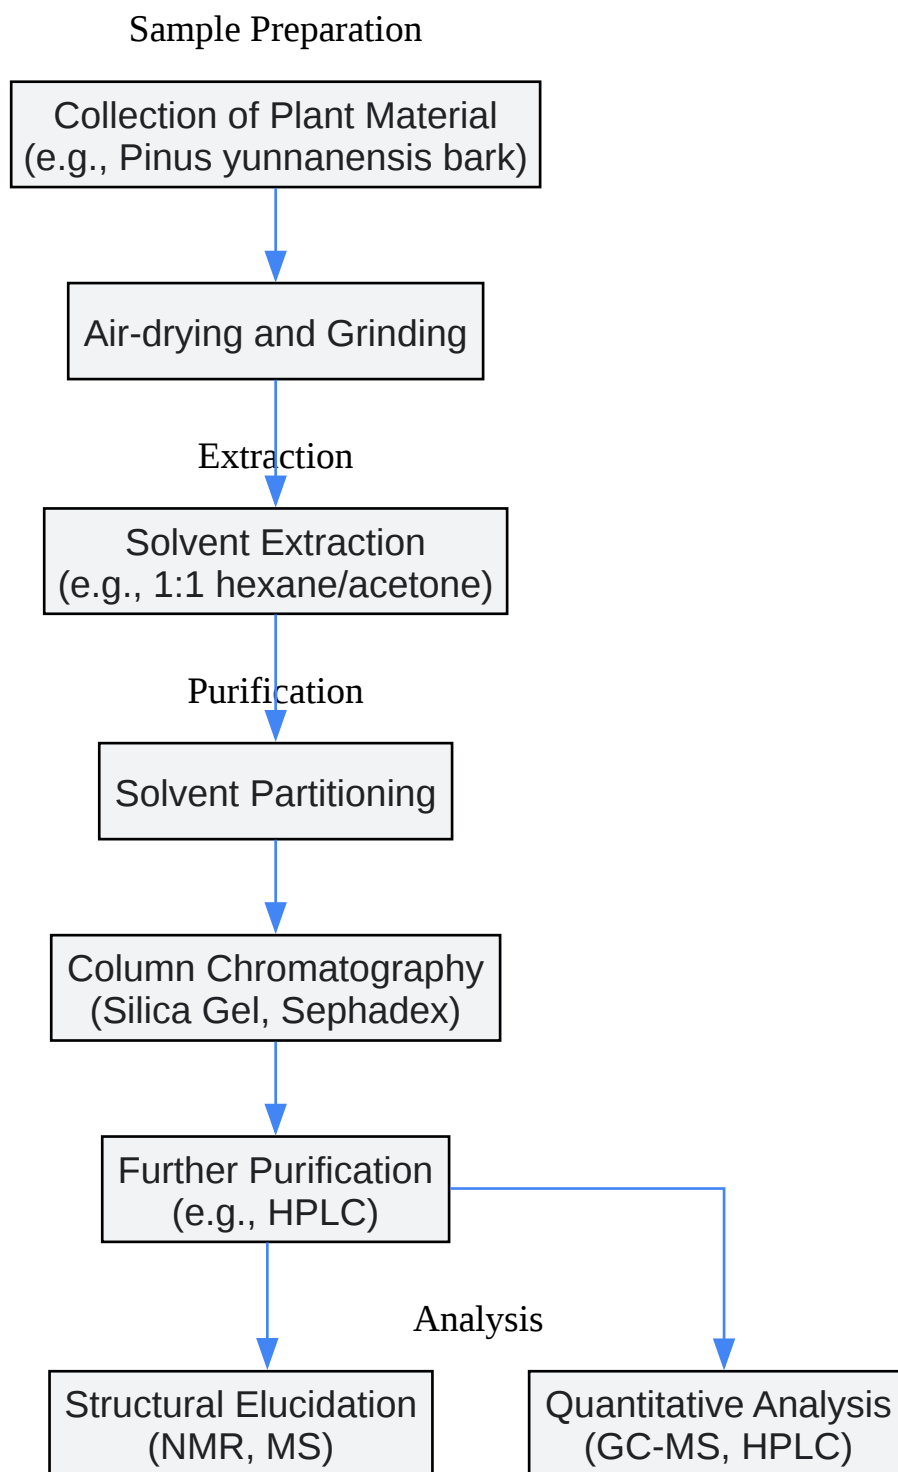 Sample Preparation
Collection of Plant Material
(e.g., Pinus yunnanensis bark)
Air-drying and Grinding
Extraction
Solvent Extraction
(e.g., 1:1 hexane/acetone)
Purification
Solvent Partitioning
Column Chromatography
(Silica Gel, Sephadex)
Further Purification
(e.g., HPLC)
Analysis
Structural Elucidation
(NMR, MS)
Quantitative Analysis
(GC-MS, HPLC)